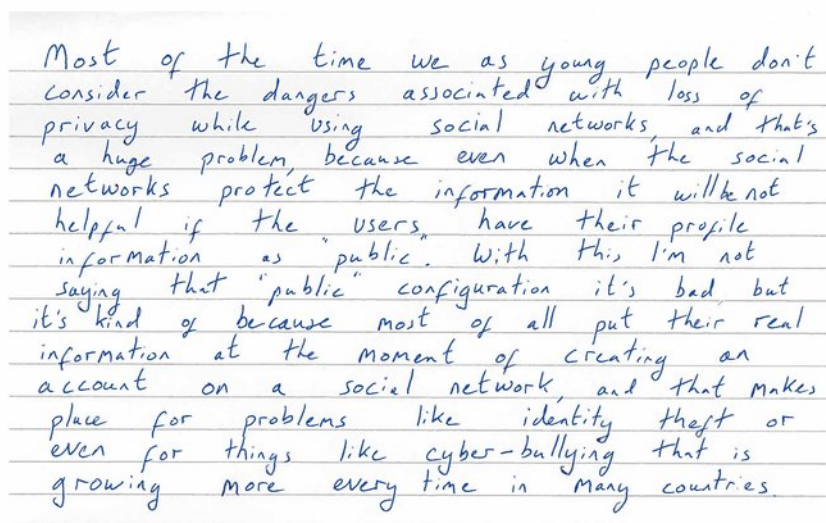 Most of the time we as young people don't
consider the dangers associated with loss of
privacy while using social networks, and that's
a huge problem, because even when the social
networks protect the information it will be not
helpful if the users have their profile
information as "public". With this, I'm not
saying that "public" configuration it's bad, but
it's kind of because most of all put their real
information at the moment of creating an
account on a social network, and that makes
place for problems like identity theft or
even for things like cyber-bullying that is
growing more every time in many countries.